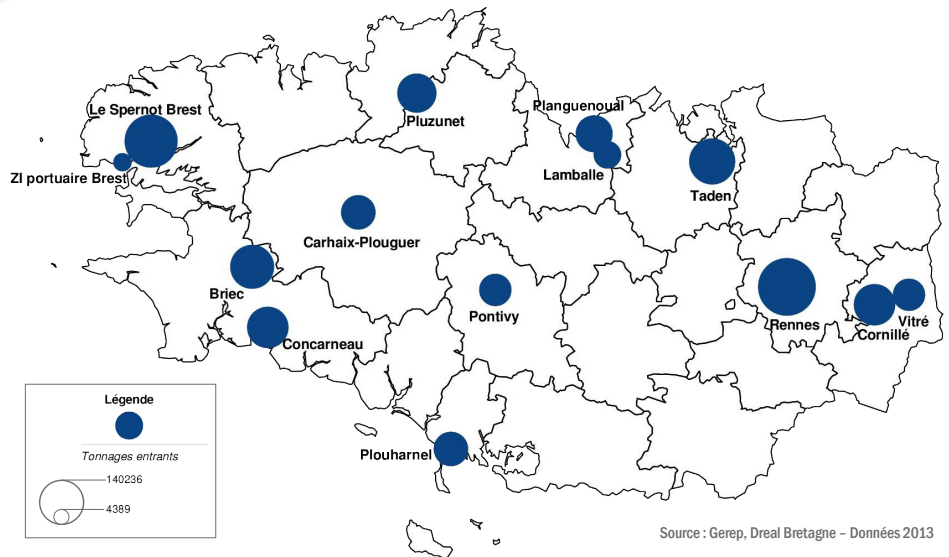 Le Spernot Brest
ZI portuaire Brest
Pluzunet
Planguenoual
Lamballe
Taden
Carhaix-Plouguer
Briec
Pontivy
Rennes
Vitré
Cornillé
Concarneau
Plouharnel
Légende
Tonnages entrants
140236
4389
Source : Gerep, Dreal Bretagne – Données 2013